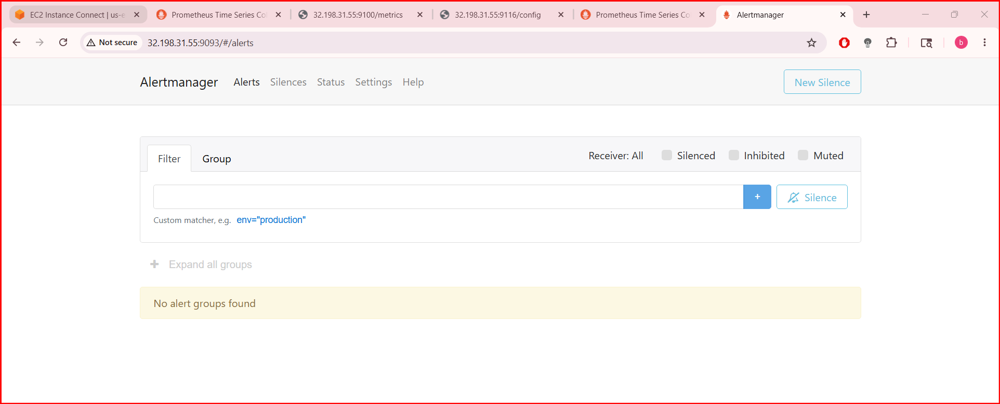 EC2 Instance Connect | us-e
Prometheus Time Series Col
32.198.31.55:9100/metrics
32.198.31.55:9116/config
Prometheus Time Series Co
Alertmanager
Not secure
32.198.31.55:9093/#/alerts
b
Alertmanager Alerts Silences Status Settings Help New Silence
Filter Group Receiver: All Silenced Inhibited Muted
+ Silence
Custom matcher, e.g. env="production"
+ Expand all groups
No alert groups found